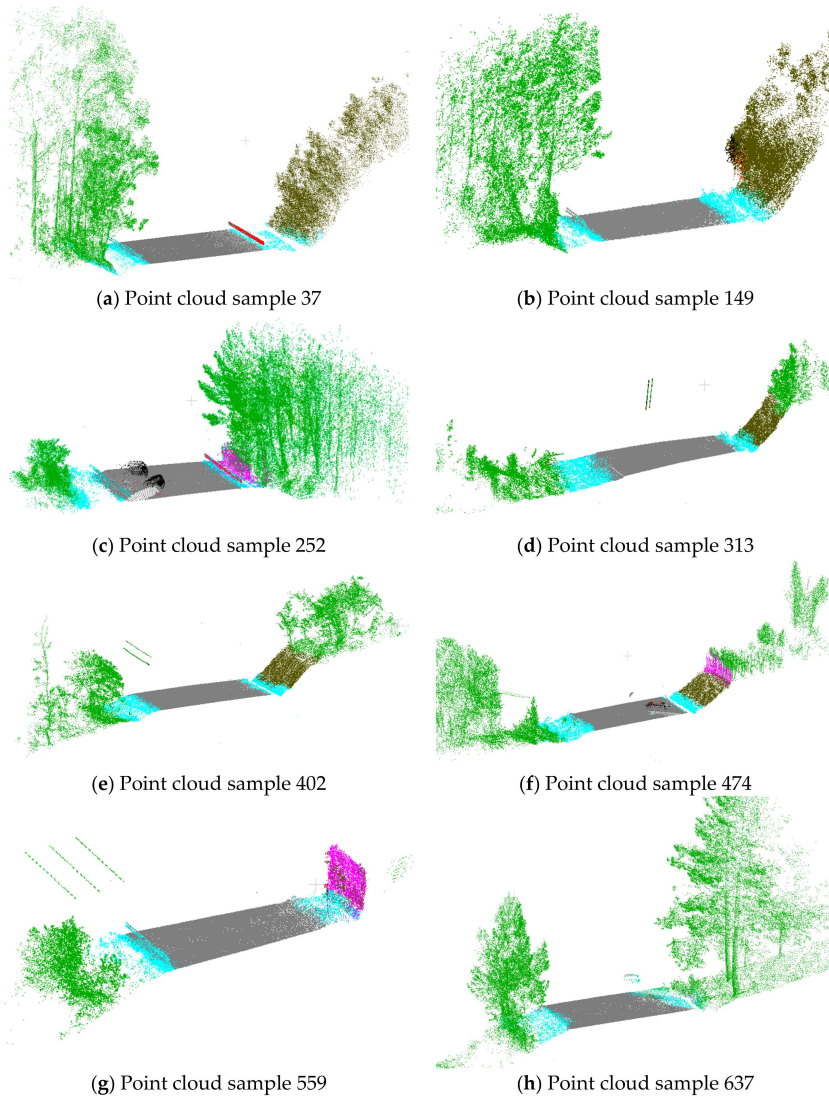 (a) Point cloud sample 37
(b) Point cloud sample 149
(c) Point cloud sample 252
(d) Point cloud sample 313
(e) Point cloud sample 402
(f) Point cloud sample 474
(g) Point cloud sample 559
(h) Point cloud sample 637